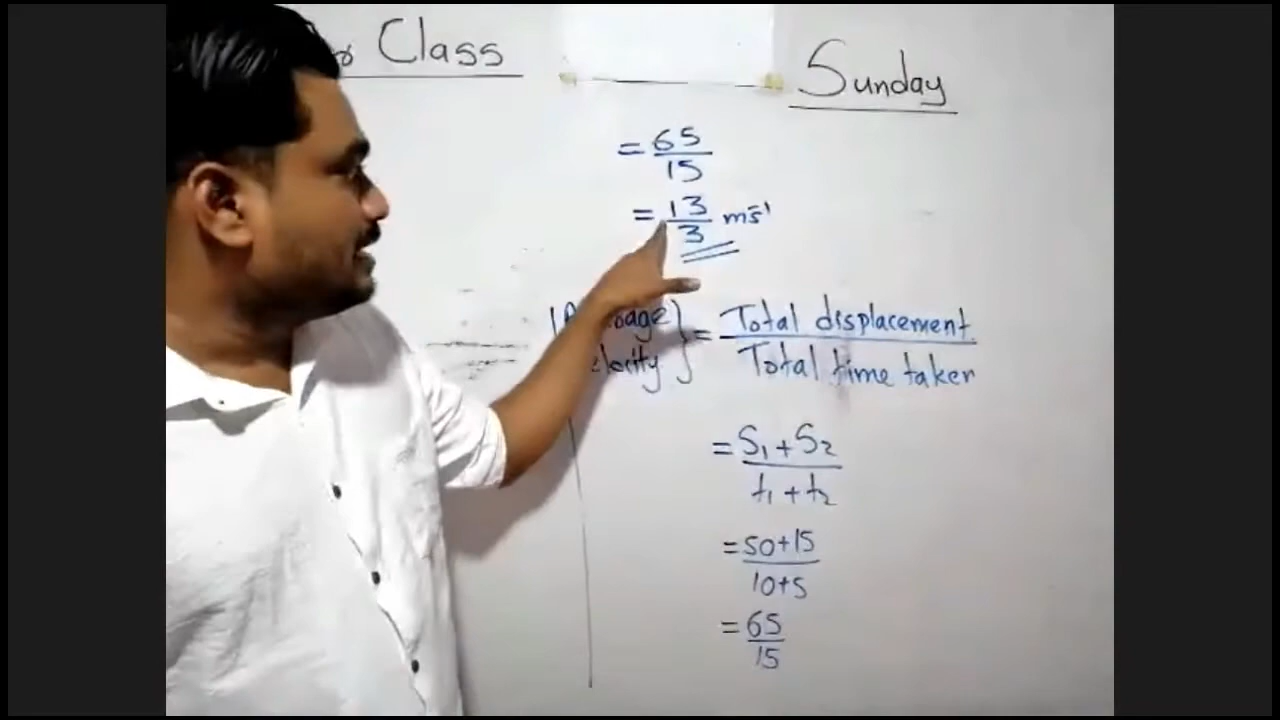 Class
Sunday
= 65/15
= 13/3 ms⁻¹
= Total displacement / Total time taken
= S₁ + S₂ / t₁ + t₂
= 50+15 / 10+5
= 65/15